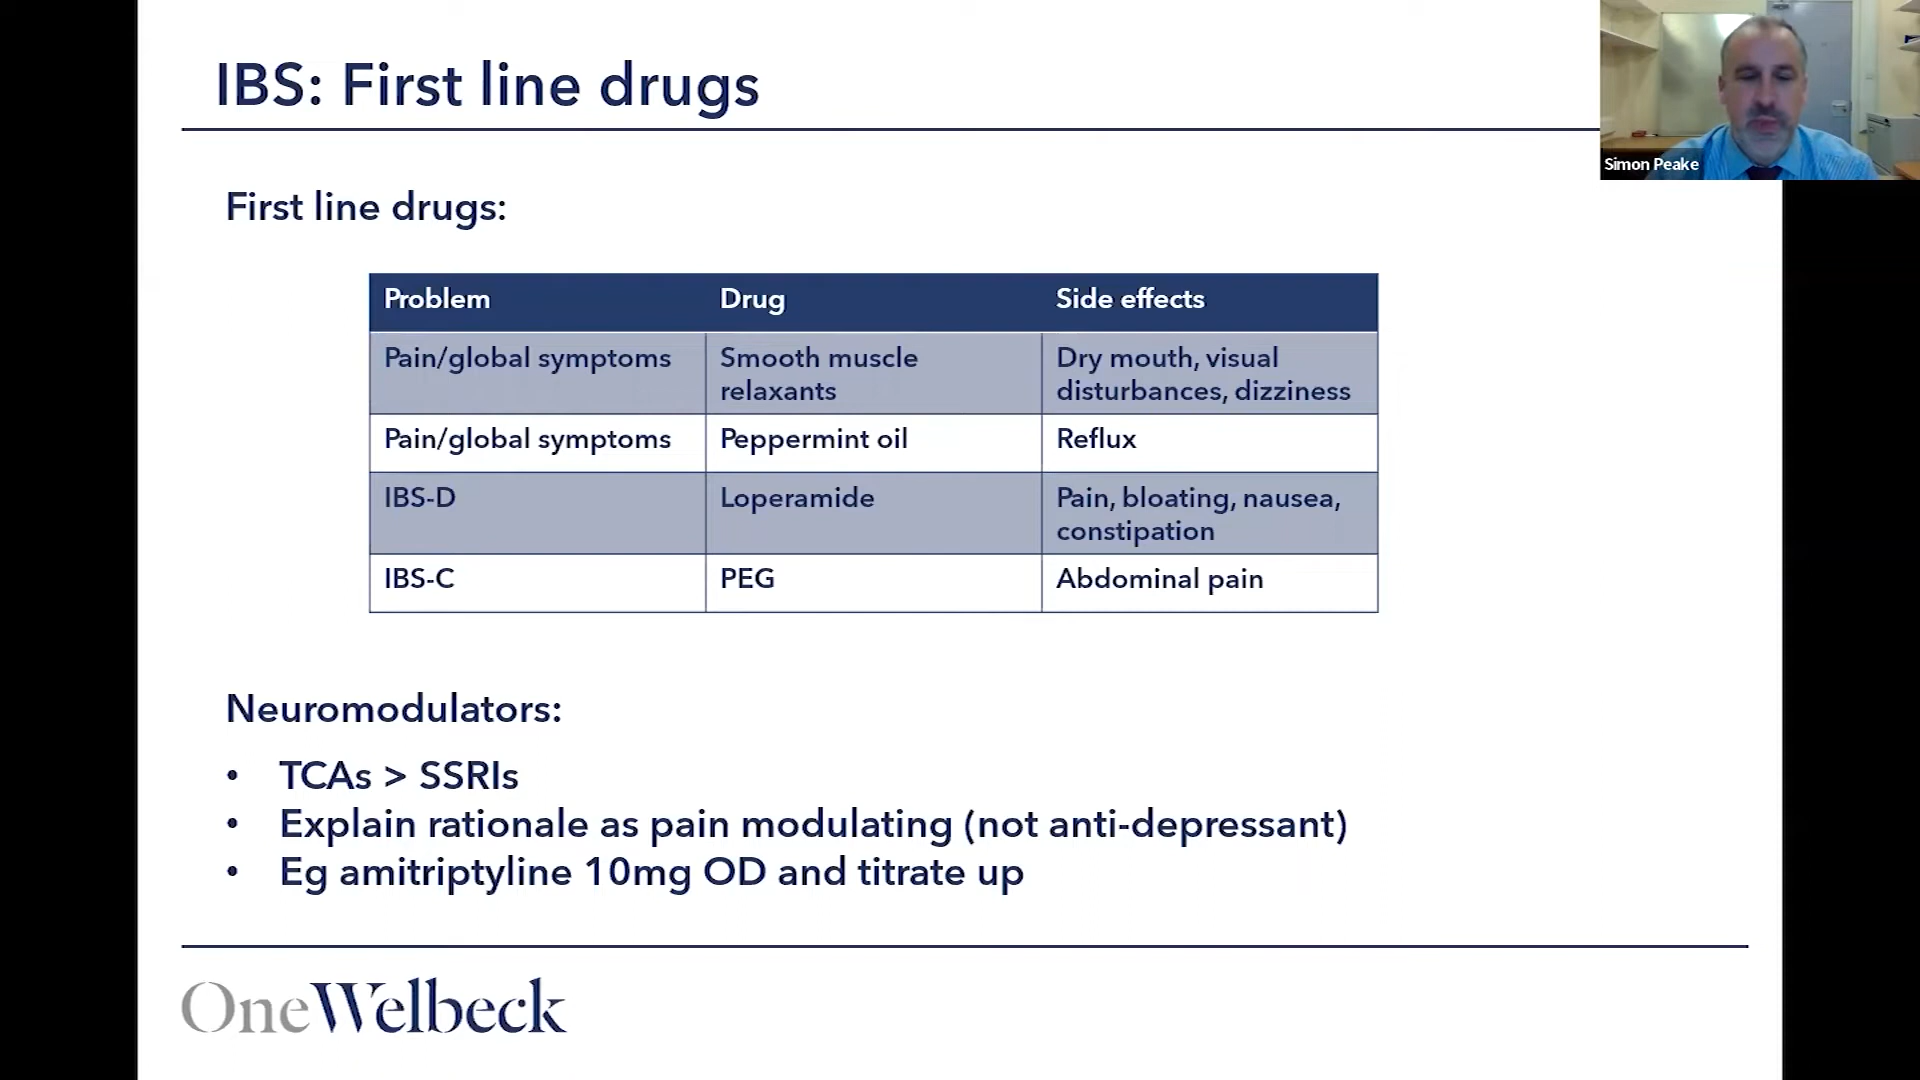 IBS: First line drugs
Simon Peake
First line drugs:
Problem Drug Side effects
Pain/global symptoms Smooth muscle relaxants Dry mouth, visual disturbances, dizziness
Pain/global symptoms Peppermint oil Reflux
IBS-D Loperamide Pain, bloating, nausea, constipation
IBS-C PEG Abdominal pain
Neuromodulators:
• TCAs > SSRIs
• Explain rationale as pain modulating (not anti-depressant)
• Eg amitriptyline 10mg OD and titrate up
OneWelbeck